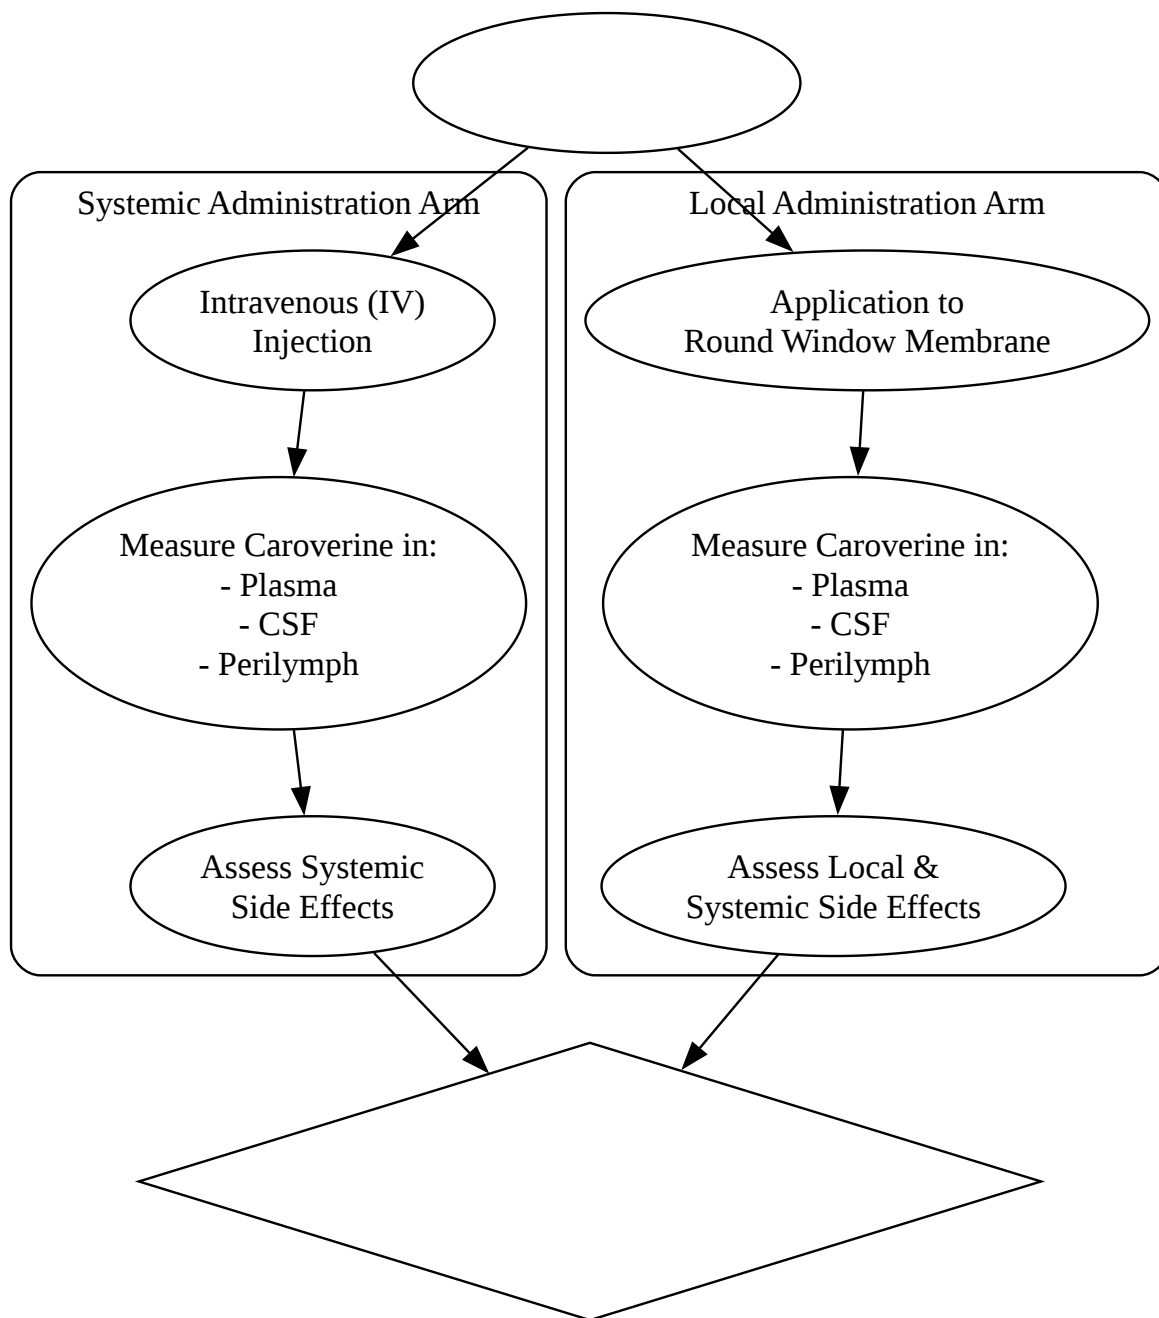 Systemic Administration Arm
Intravenous (IV)
Injection
Measure Caroverine in:
- Plasma
- CSF
- Perilymph
Assess Systemic
Side Effects
Local Administration Arm
Application to
Round Window Membrane
Measure Caroverine in:
- Plasma
- CSF
- Perilymph
Assess Local &
Systemic Side Effects